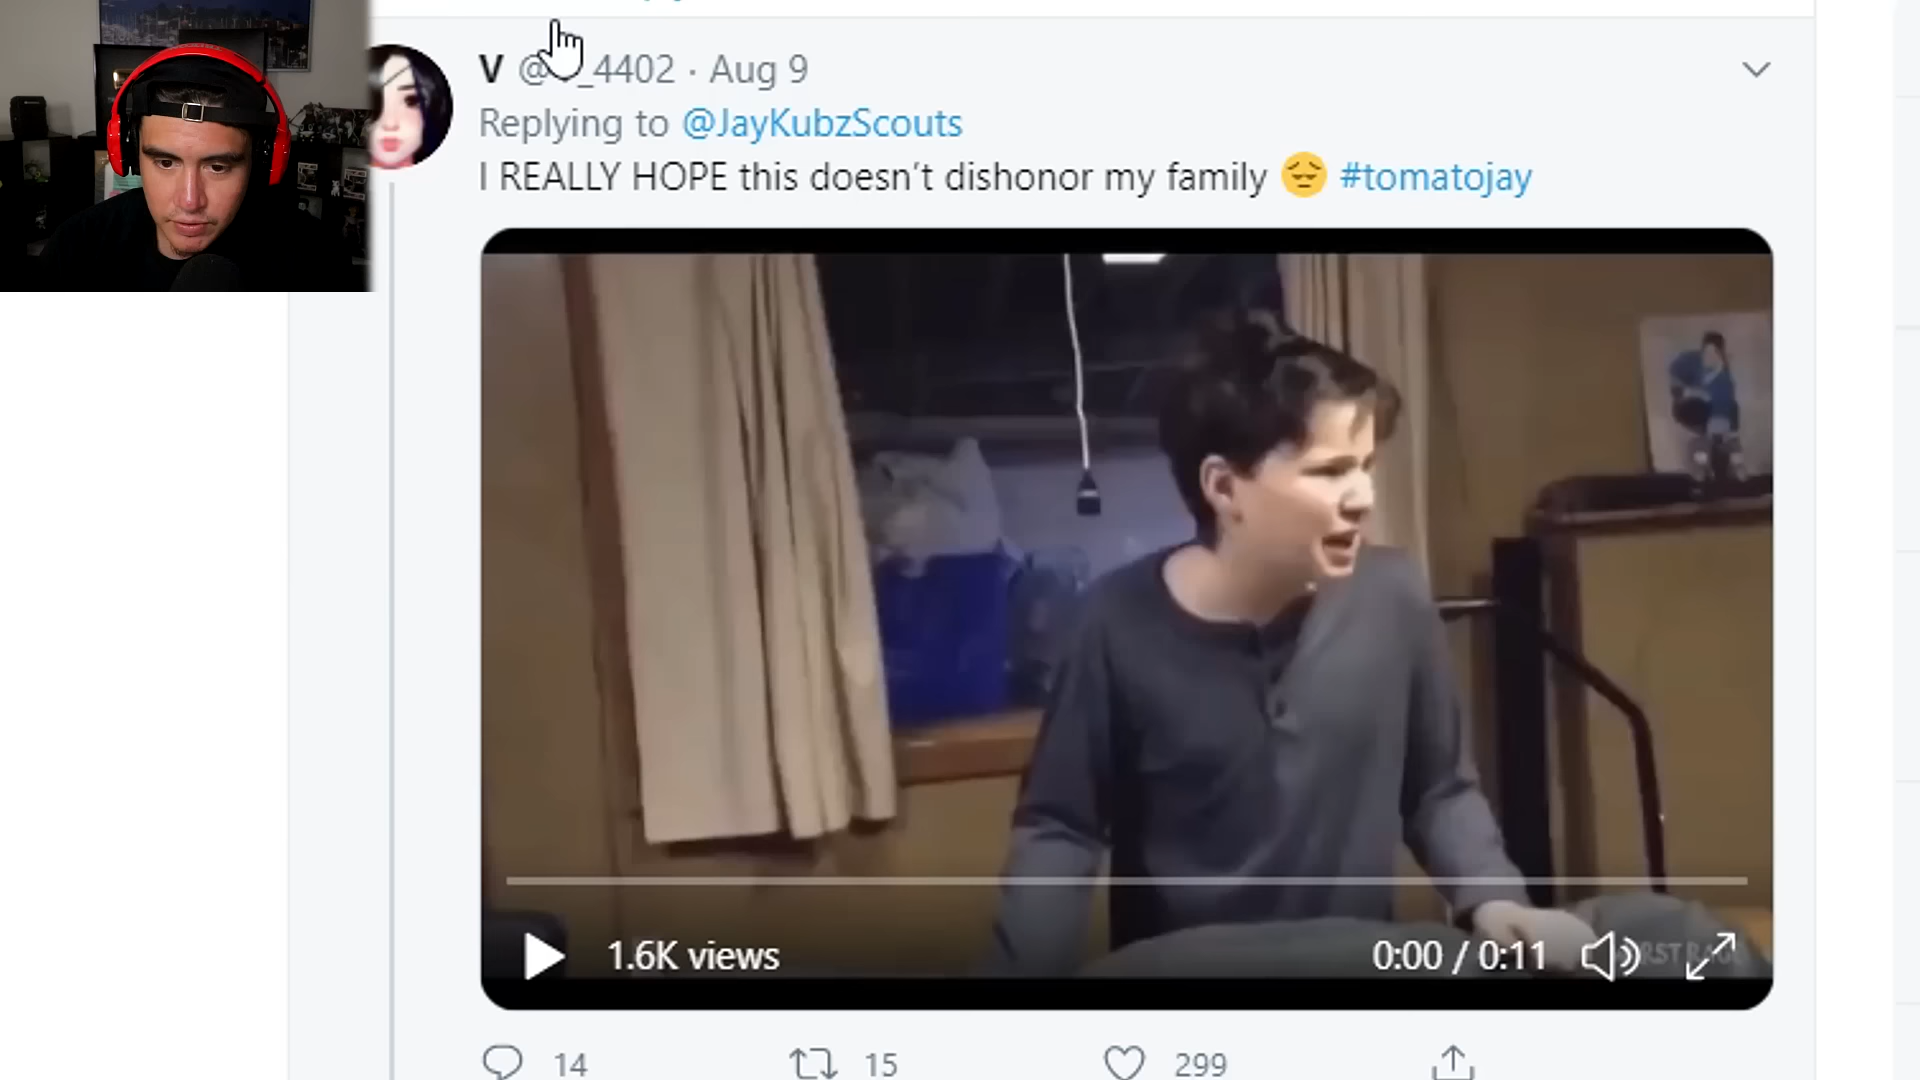 V @ _4402 · Aug 9
Replying to @JayKubzScouts
I REALLY HOPE this doesn't dishonor my family 😔 #tomatojay
1.6K views
0:00 / 0:11
14
15
299